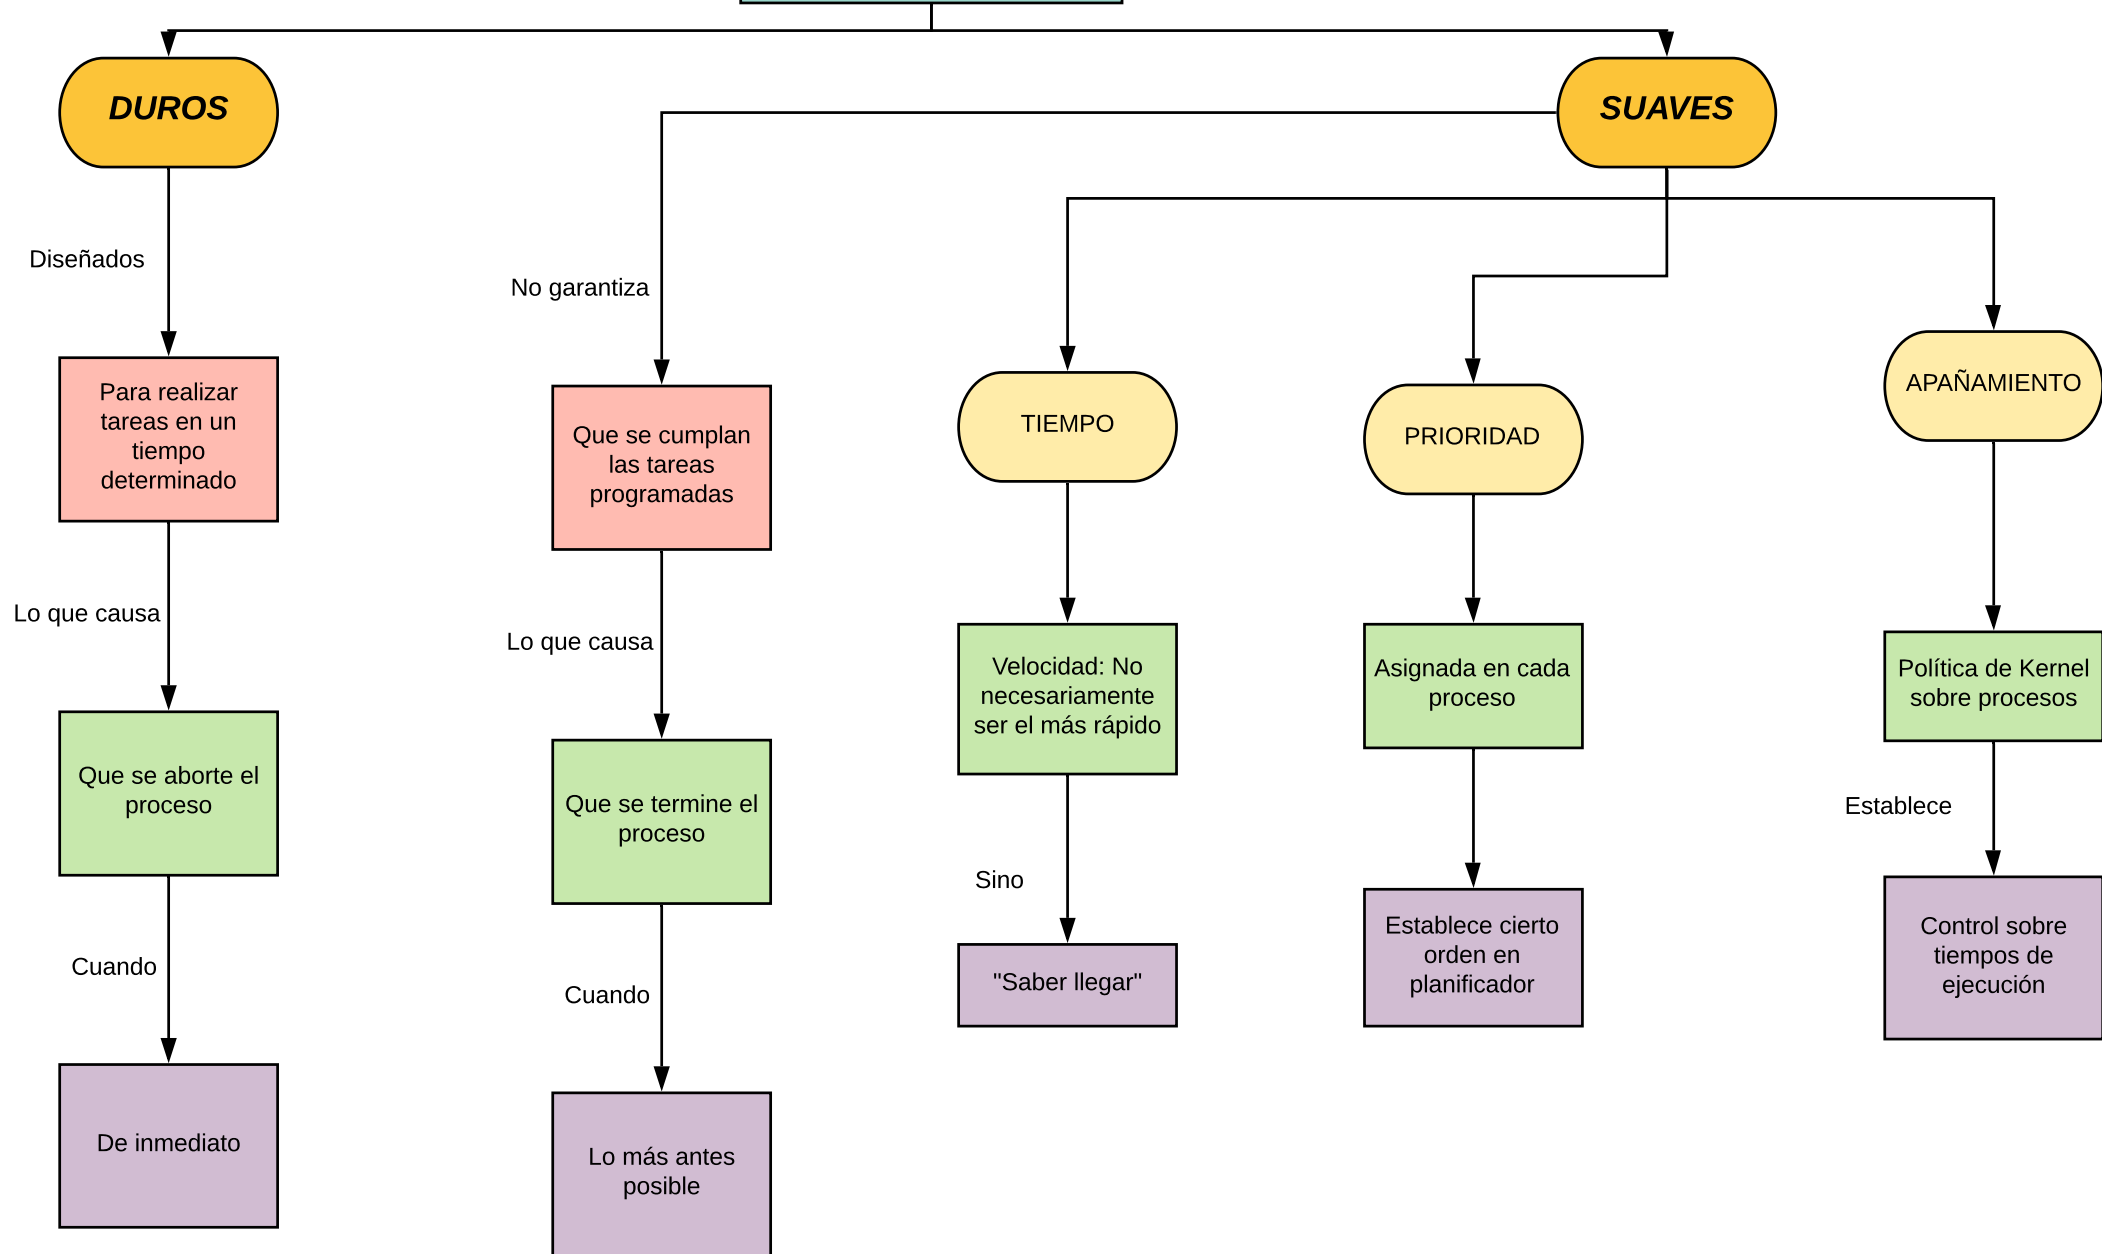 DUROS
SUAVES
Diseñados
No garantiza
Para realizar
tareas en un
tiempo
determinado
Que se cumplan
las tareas
programadas
TIEMPO
PRIORIDAD
APAÑAMIENTO
Lo que causa
Lo que causa
Velocidad: No
necesariamente
ser el más rápido
Asignada en cada
proceso
Política de Kernel
sobre procesos
Que se aborte el
proceso
Que se termine el
proceso
Sino
Establece
Cuando
Cuando
"Saber llegar"
Establece cierto
orden en
planificador
Control sobre
tiempos de
ejecución
De inmediato
Lo más antes
posible